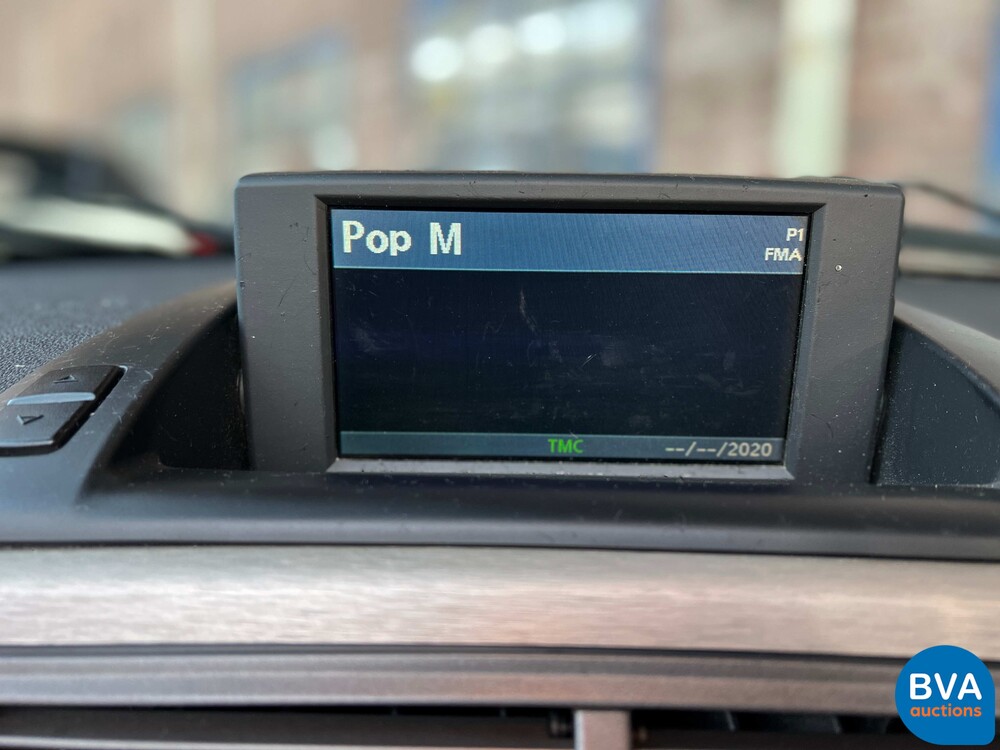 Pop M
P1
FMA
TMC
--/--/2020
BVA
auctions